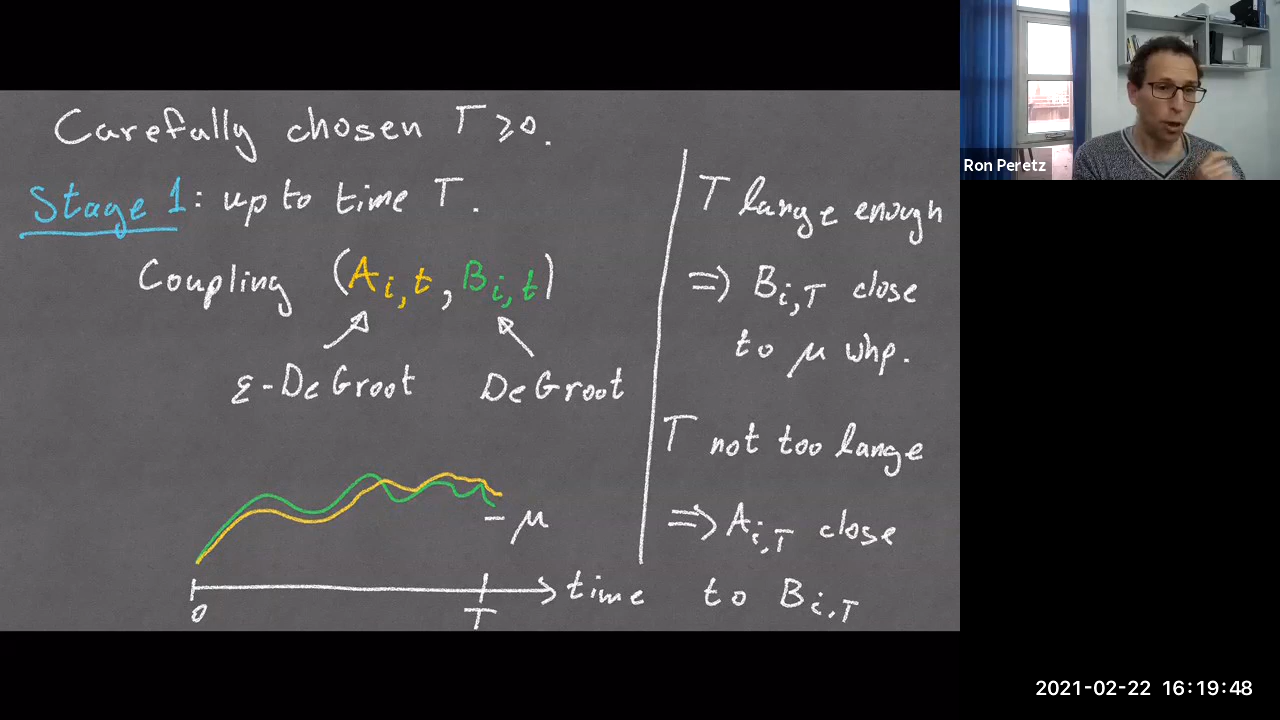 Carefully chosen T ≥ 0.
Stage 1: up to time T.
Coupling (A_{i,t}, B_{i,t})
ε-DeGroot DeGroot
μ
0 T time
T large enough
⇒ B_{i,T} close
to μ whp.
T not too large
⇒ A_{i,T} close
to B_{i,T}
Ron Peretz
2021-02-22 16:19:48